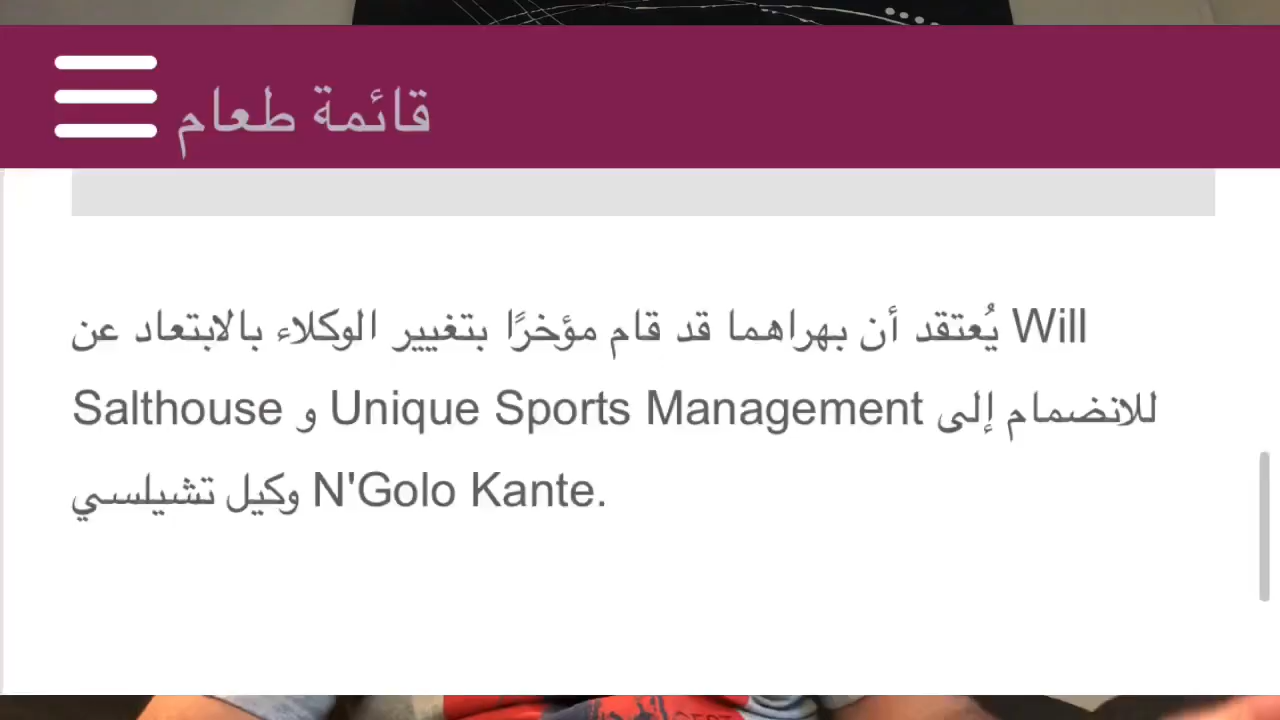 قائمة طعام
يُعتقد أن بهراهما قد قام مؤخرًا بتغيير الوكلاء بالابتعاد عن Will
Salthouse و Unique Sports Management للانضمام إلى
وكيل تشيلسي N'Golo Kante.